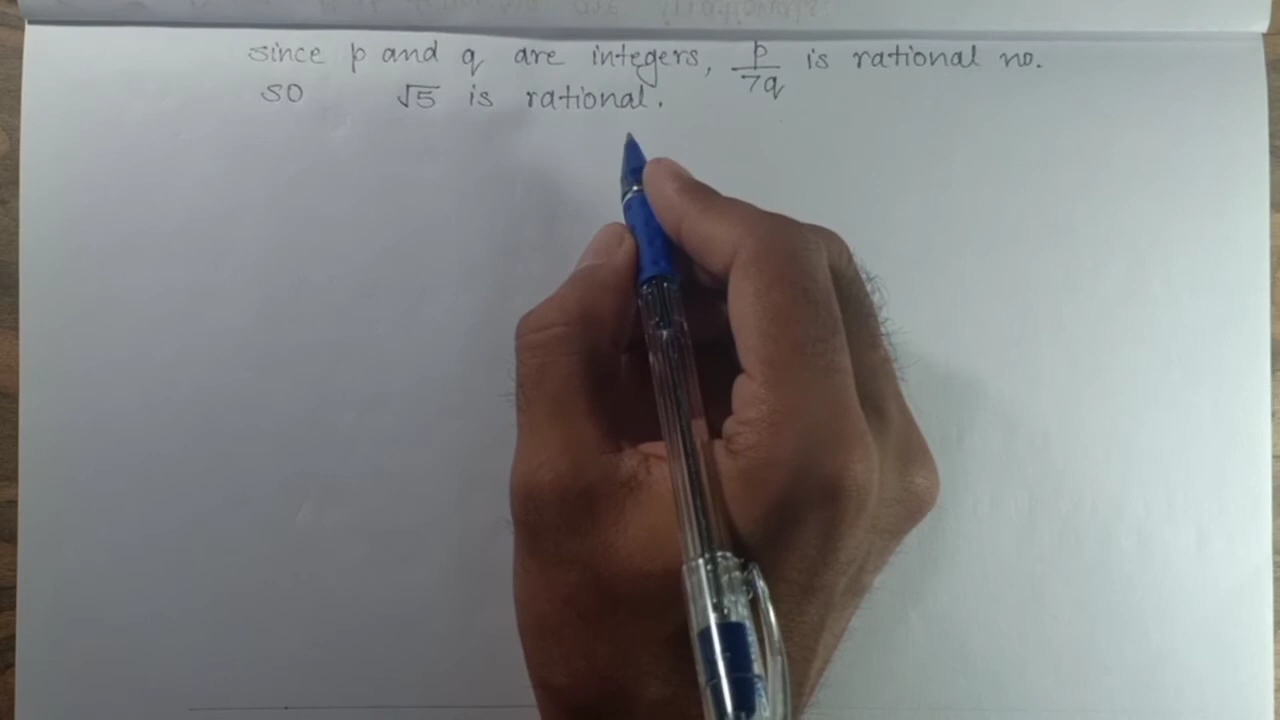 since p and q are integers, p/7q is rational no.
so √5 is rational.